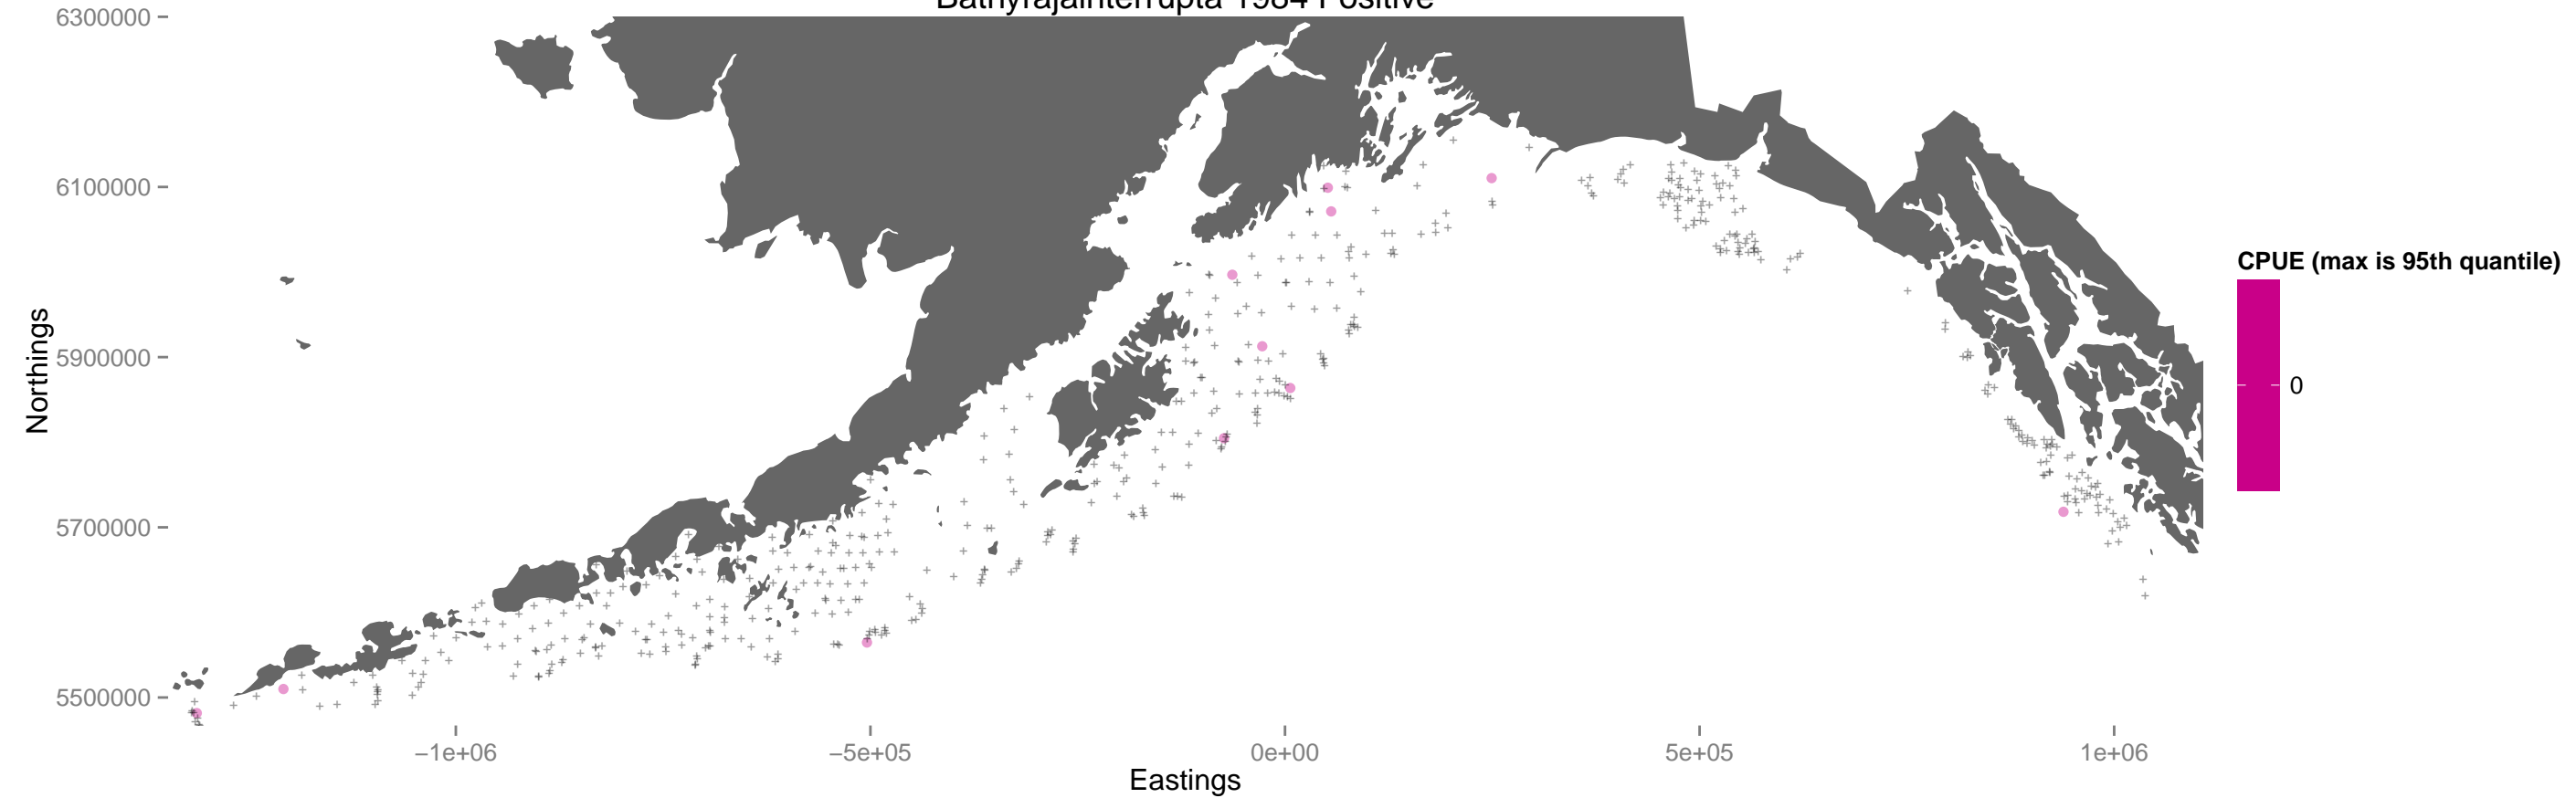 BathyrajaInterrupta 1984 Positive
6300000
6100000
5900000
5700000
5500000
Northings
−1e+06
−5e+05
0e+00
5e+05
1e+06
Eastings
CPUE (max is 95th quantile)
0